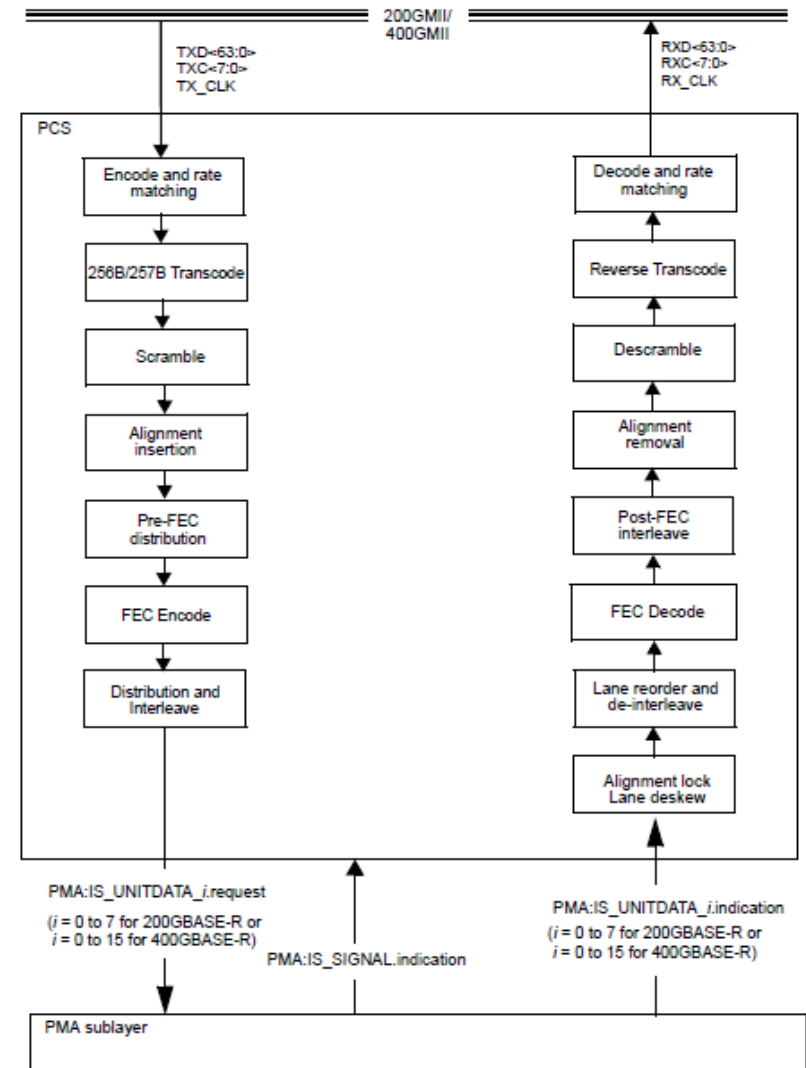 200GMII/
400GMII
TXD<63:0>
TXC<7:0>
TX_CLK
RXD<63:0>
RXC<7:0>
RX_CLK
PCS
Encode and rate
matching
256B/257B Transcode
Scramble
Alignment
insertion
Pre-FEC
distribution
FEC Encode
Distribution and
Interleave
Decode and rate
matching
Reverse Transcode
Descramble
Alignment
removal
Post-FEC
interleave
FEC Decode
Lane reorder and
de-interleave
Alignment lock
Lane deskew
PMA:IS_UNITDATA_i.request
(i = 0 to 7 for 200GBASE-R or
i = 0 to 15 for 400GBASE-R)
PMA:IS_SIGNAL.indication
PMA:IS_UNITDATA_i.indication
(i = 0 to 7 for 200GBASE-R or
i = 0 to 15 for 400GBASE-R)
PMA sublayer